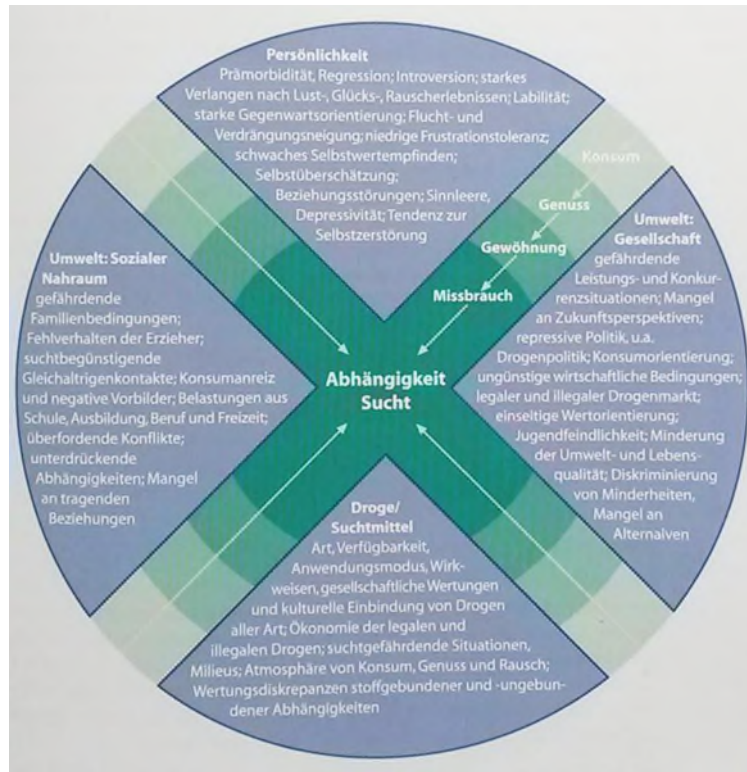 Persönlichkeit
Prämorbidität, Regression; Introversion; starkes
Verlangen nach Lust-, Glücks-, Rauscherlebnissen; Labilität;
starke Gegenwartsorientierung; Flucht- und
Verdrängungsneigung; niedrige Frustrationstoleranz;
schwaches Selbstwertempfinden;
Selbstüberschätzung;
Beziehungsstörungen; Sinnleere,
Depressivität; Tendenz zur
Selbstzerstörung
Konsum
Genuss
Gewöhnung
Missbrauch
Umwelt: Sozialer
Nahraum
gefährdende
Familienbedingungen;
Fehlverhalten der Erzieher;
suchtbegünstigende
Gleichaltrigenkontakte; Konsumanreiz
und negative Vorbilder; Belastungen aus
Schule, Ausbildung, Beruf und Freizeit;
überfordende Konflikte;
unterdrückende
Abhängigkeiten; Mangel
an tragenden
Beziehungen
Abhängigkeit
Sucht
Umwelt:
Gesellschaft
gefährdende
Leistungs- und Konkur-
renzsituationen; Mangel
an Zukunftsperspektiven;
repressive Politik, u.a.
Drogenpolitik; Konsumorientierung;
ungünstige wirtschaftliche Bedingungen;
legaler und illegaler Drogenmarkt;
einseitige Wertorientierung;
Jugendfeindlichkeit; Minderung
der Umwelt- und Lebens-
qualität; Diskriminierung
von Minderheiten,
Mangel an
Alternalven
Droge/
Suchtmittel
Art, Verfügbarkeit,
Anwendungsmodus, Wirk-
weisen, gesellschaftliche Wertungen
und kulturelle Einbindung von Drogen
aller Art; Ökonomie der legalen und
illegalen Drogen; suchtgefährdende Situationen,
Milieus; Atmosphäre von Konsum, Genuss und Rausch;
Wertungsdiskrepanzen stoffgebundener und -ungebun-
dener Abhängigkeiten